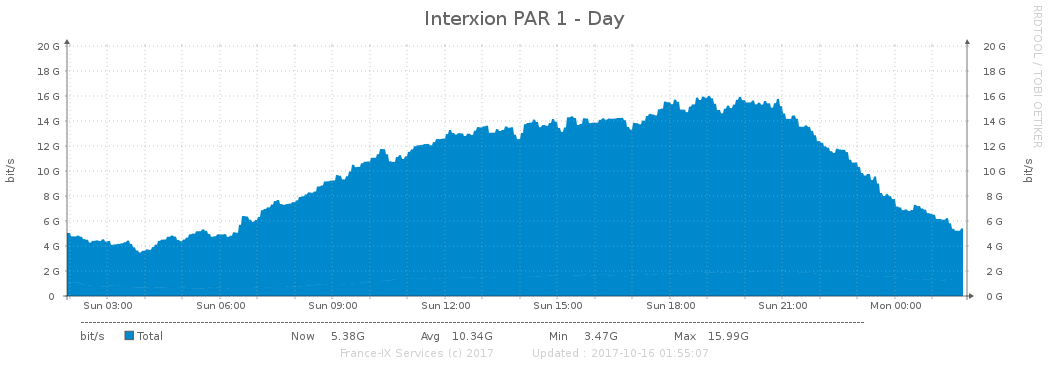 Interxion PAR 1 - Day
RRDTOOL / TOBI OETIKER
bit/s
20 G
18 G
16 G
14 G
12 G
10 G
8 G
6 G
4 G
2 G
0
20 G
18 G
16 G
14 G
12 G
10 G
8 G
6 G
4 G
2 G
0 G
bit/s
Sun 03:00 Sun 06:00 Sun 09:00 Sun 12:00 Sun 15:00 Sun 18:00 Sun 21:00 Mon 00:00
bit/s Total Now 5.38G Avg 10.34G Min 3.47G Max 15.99G
France-IX Services (c) 2017 Updated : 2017-10-16 01:55:07